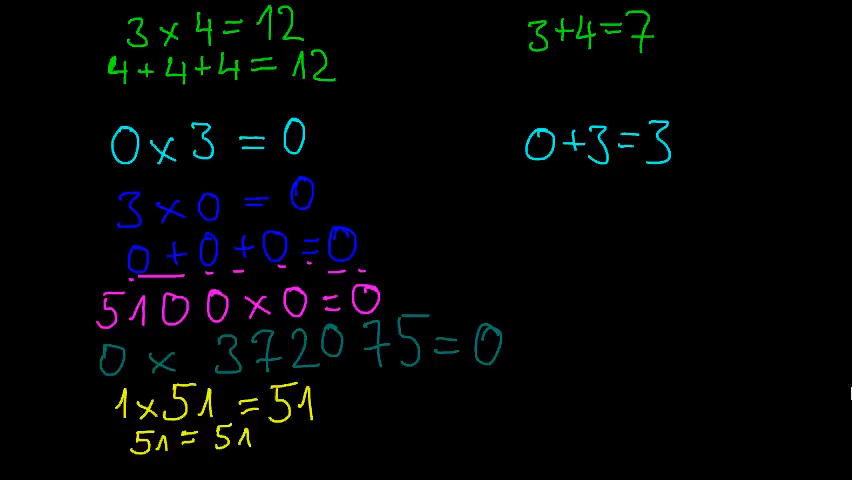 3 x 4 = 12
4 + 4 + 4 = 12
3 + 4 = 7
0 x 3 = 0
0 + 3 = 3
3 x 0 = 0
0 + 0 + 0 = 0
5100 x 0 = 0
0 x 372075 = 0
1 x 51 = 51
51 = 51